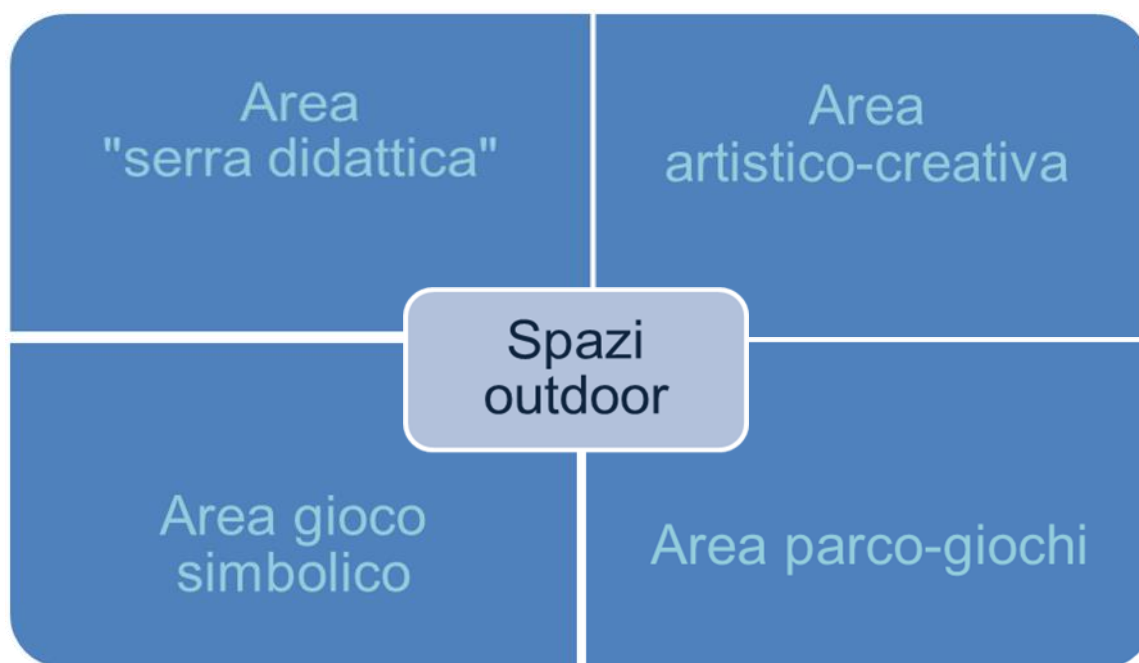 Area
"serra didattica"
Area
artistico-creativa
Spazi
outdoor
Area gioco
simbolico
Area parco-giochi